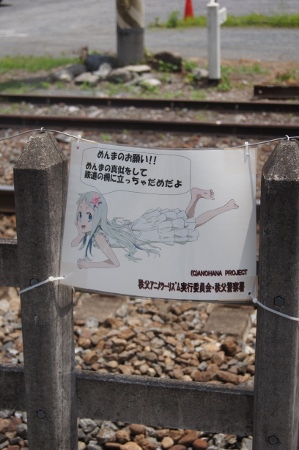 めんまのお願い!!
めんまの真似をして
鉄道の側に立っちゃだめだよ
(C)ANOHANA PROJECT
秩父アニメツーリズム実行委員会・秩父警察署